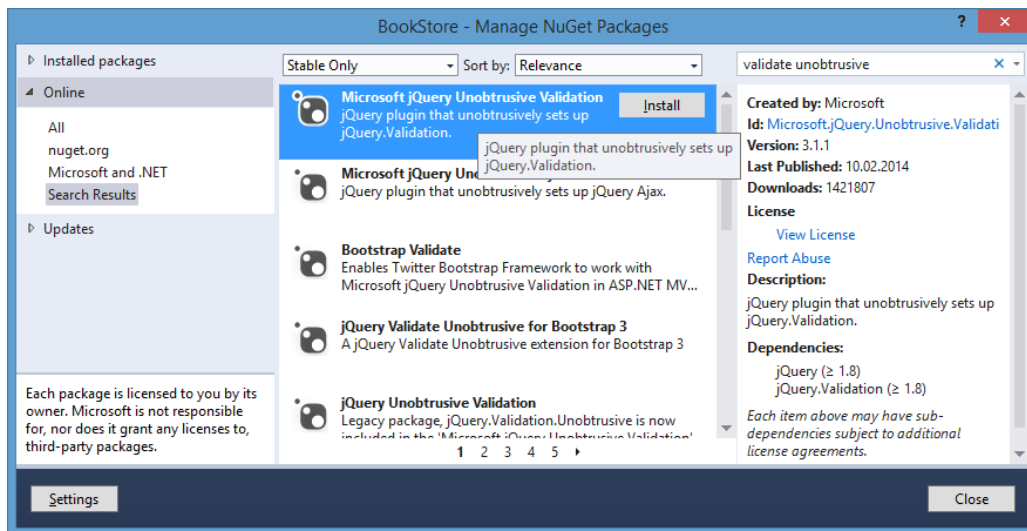 BookStore - Manage NuGet Packages
?
Installed packages
Online
All
nuget.org
Microsoft and .NET
Search Results
Updates
Each package is licensed to you by its
owner. Microsoft is not responsible
for, nor does it grant any licenses to,
third-party packages.
Stable Only
Sort by: Relevance
Microsoft jQuery Unobtrusive Validation
jQuery plugin that unobtrusively sets up
jQuery.Validation.
Install
jQuery plugin that unobtrusively sets up
jQuery.Validation.
Microsoft jQuery Uno
jQuery plugin that unobtrusively sets up jQuery Ajax.
Bootstrap Validate
Enables Twitter Bootstrap Framework to work with
Microsoft jQuery Unobtrusive Validation in ASP.NET MV...
jQuery Validate Unobtrusive for Bootstrap 3
A jQuery Validate Unobtrusive extension for Bootstrap 3
jQuery Unobtrusive Validation
Legacy package, jQuery.Validation.Unobtrusive is now
included in the 'Microsoft jQuery Unobtrusive Validation'
1 2 3 4 5
validate unobtrusive
Created by: Microsoft
Id: Microsoft.jQuery.Unobtrusive.Validati
Version: 3.1.1
Last Published: 10.02.2014
Downloads: 1421807
License
View License
Report Abuse
Description:
jQuery plugin that unobtrusively sets up
jQuery.Validation.
Dependencies:
jQuery (≥ 1.8)
jQuery.Validation (≥ 1.8)
Each item above may have sub-
dependencies subject to additional
license agreements.
Settings
Close